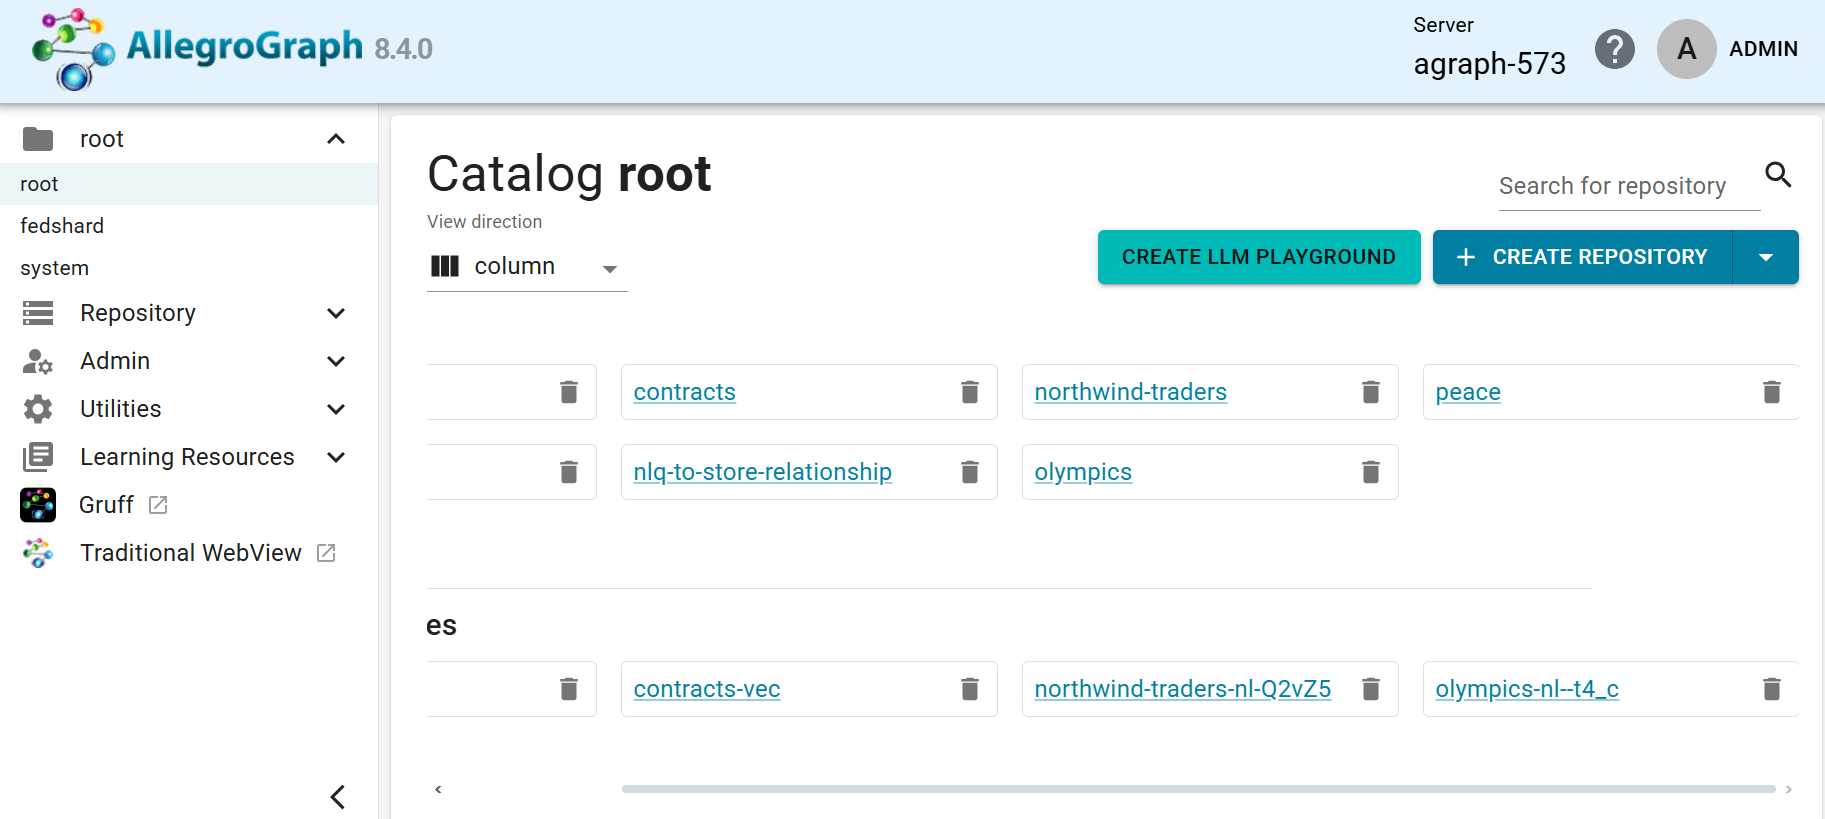 AllegroGraph 8.4.0
Server
agraph-573
?
A
ADMIN
root
root
fedshard
system
Repository
Admin
Utilities
Learning Resources
Gruff
Traditional WebView
Catalog root
Search for repository
View direction
column
CREATE LLM PLAYGROUND
+ CREATE REPOSITORY
contracts
northwind-traders
peace
nlq-to-store-relationship
olympics
es
contracts-vec
northwind-traders-nl-Q2vZ5
olympics-nl--t4_c